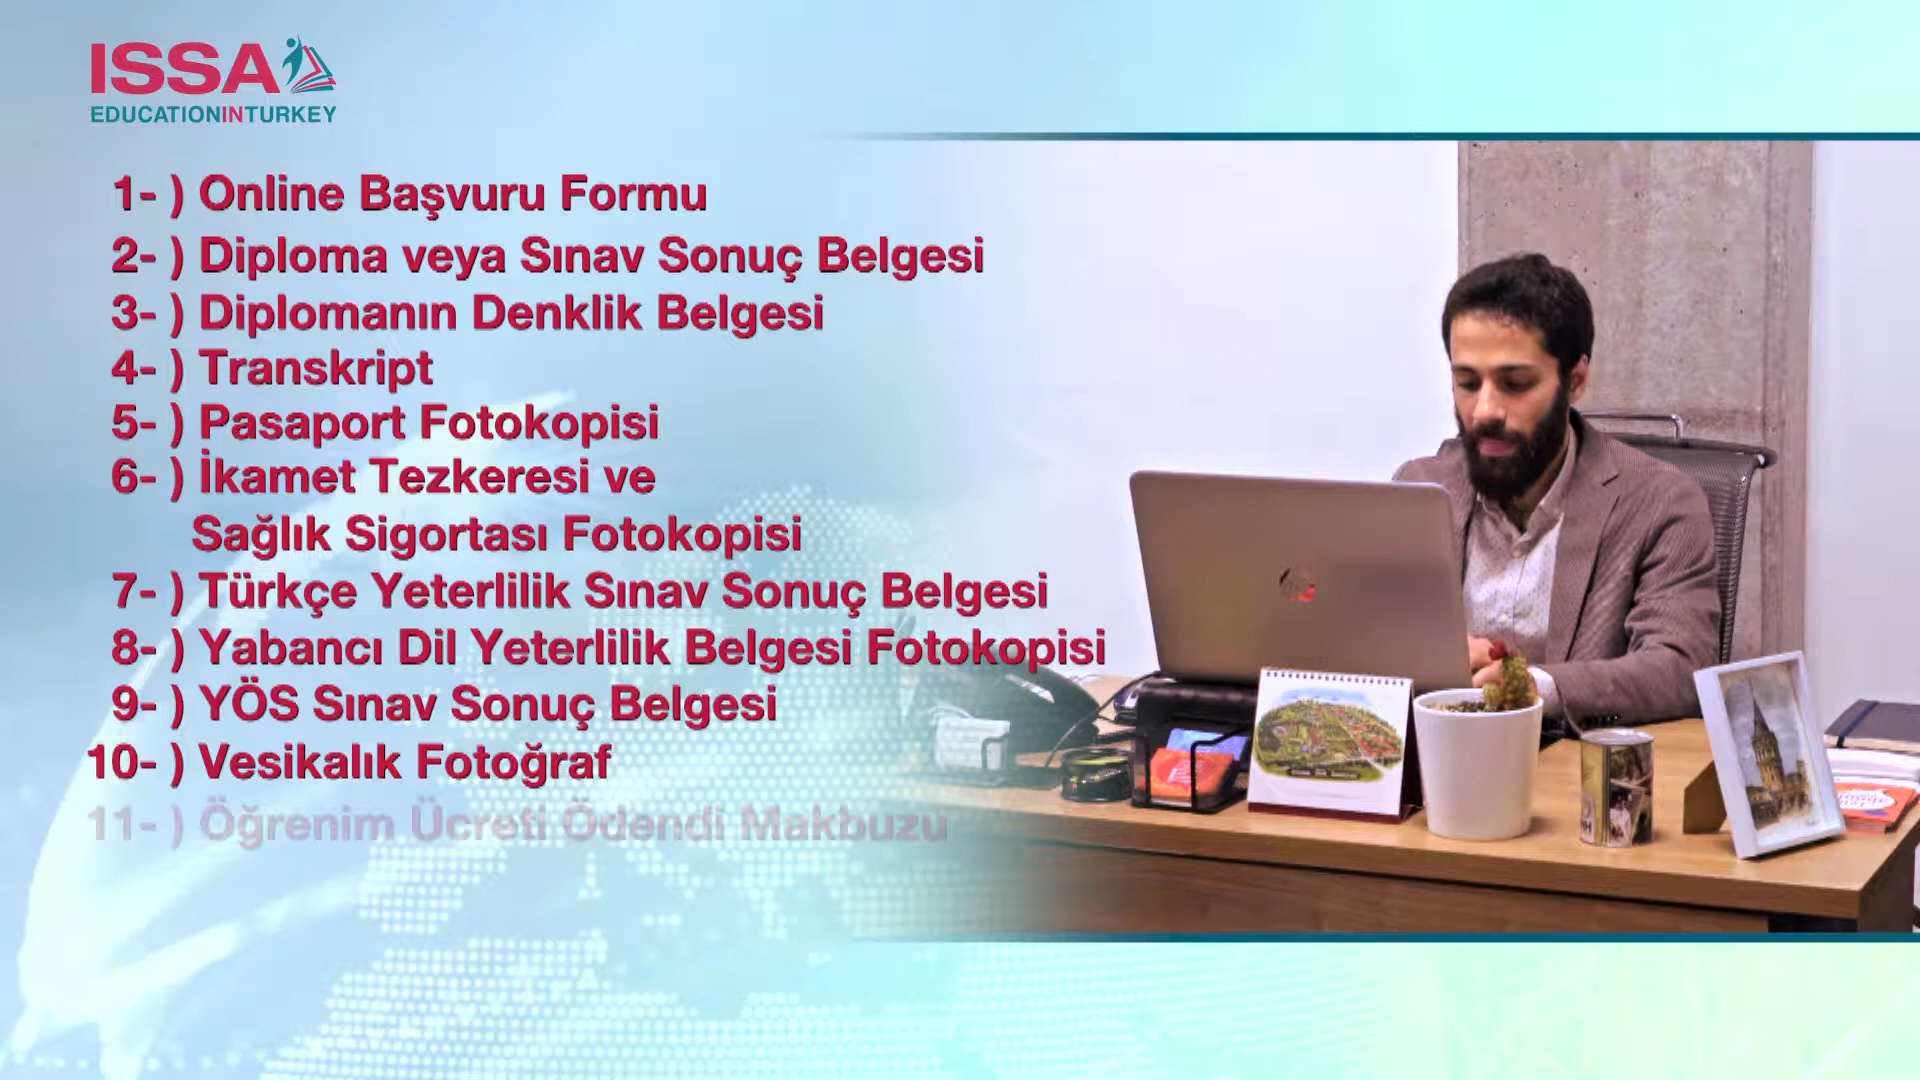 ISSA
EDUCATIONINTURKEY
1- ) Online Başvuru Formu
2- ) Diploma veya Sınav Sonuç Belgesi
3- ) Diplomanın Denklik Belgesi
4- ) Transkript
5- ) Pasaport Fotokopisi
6- ) İkamet Tezkeresi ve
Sağlık Sigortası Fotokopisi
7- ) Türkçe Yeterlilik Sınav Sonuç Belgesi
8- ) Yabancı Dil Yeterlilik Belgesi Fotokopisi
9- ) YÖS Sınav Sonuç Belgesi
10- ) Vesikalık Fotoğraf
11- ) Öğrenim Ücreti Ödendi Makbuzu